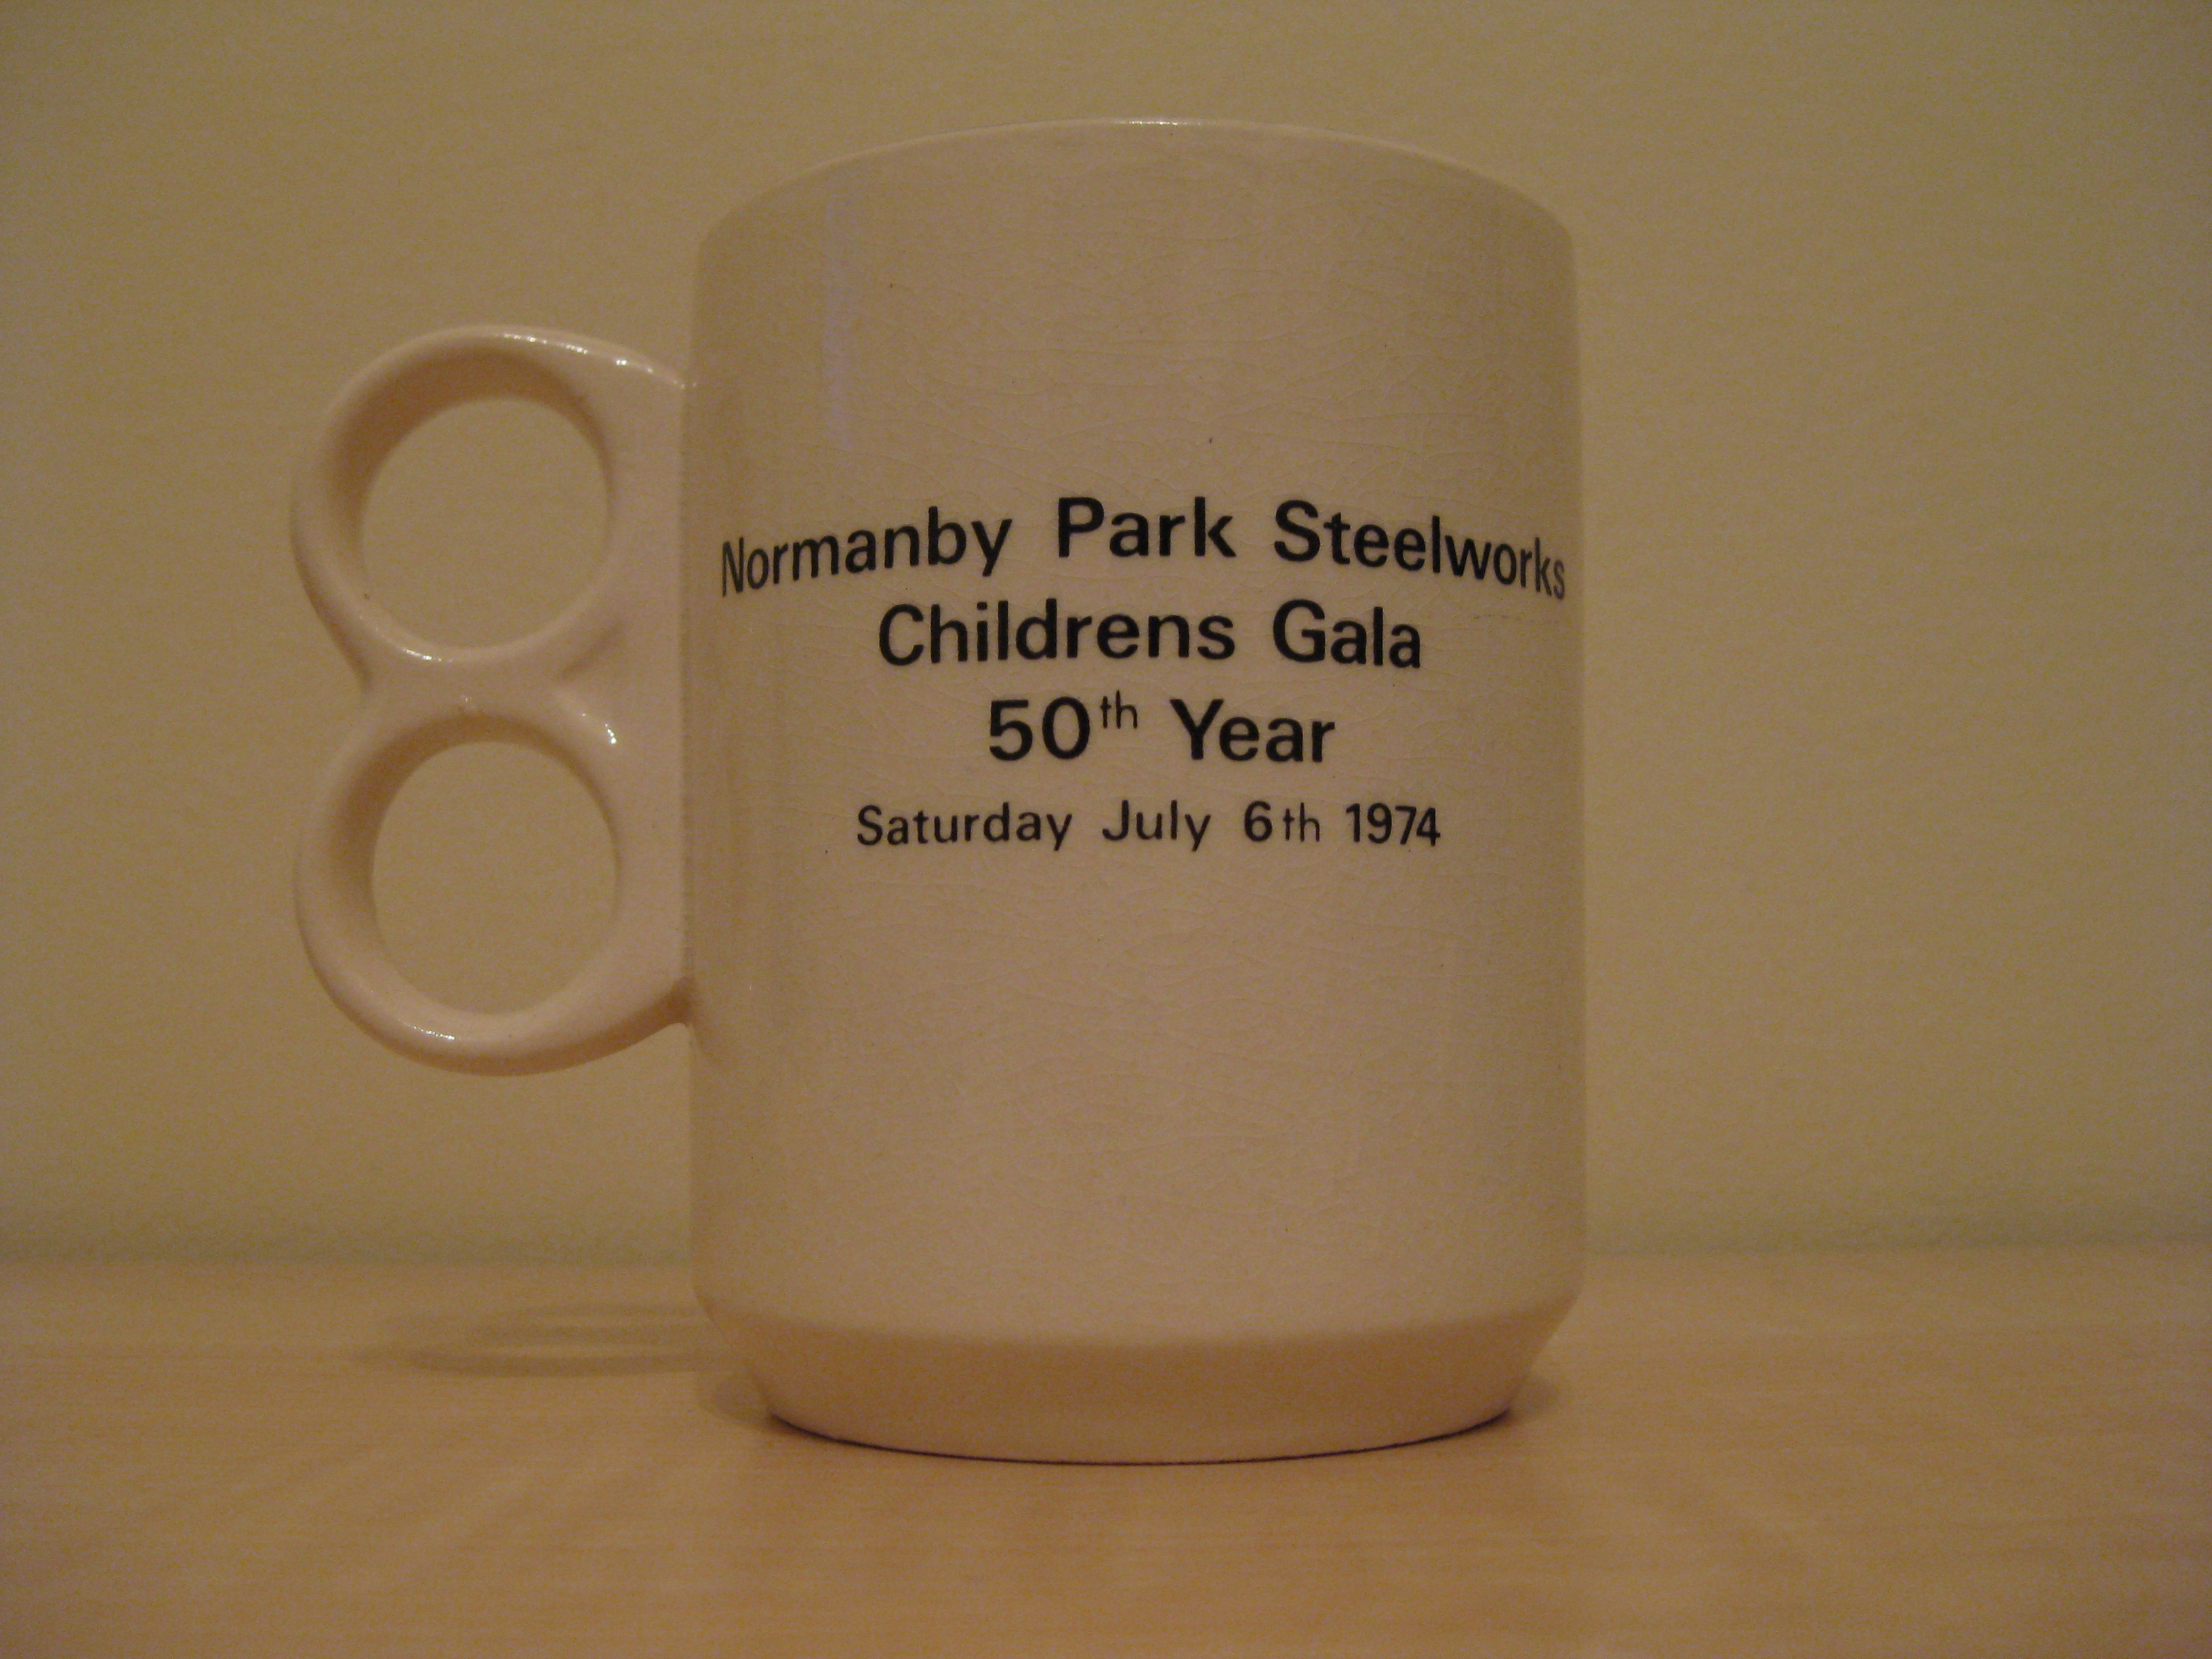 Normanby Park Steelworks
Childrens Gala
50th Year
Saturday July 6th 1974